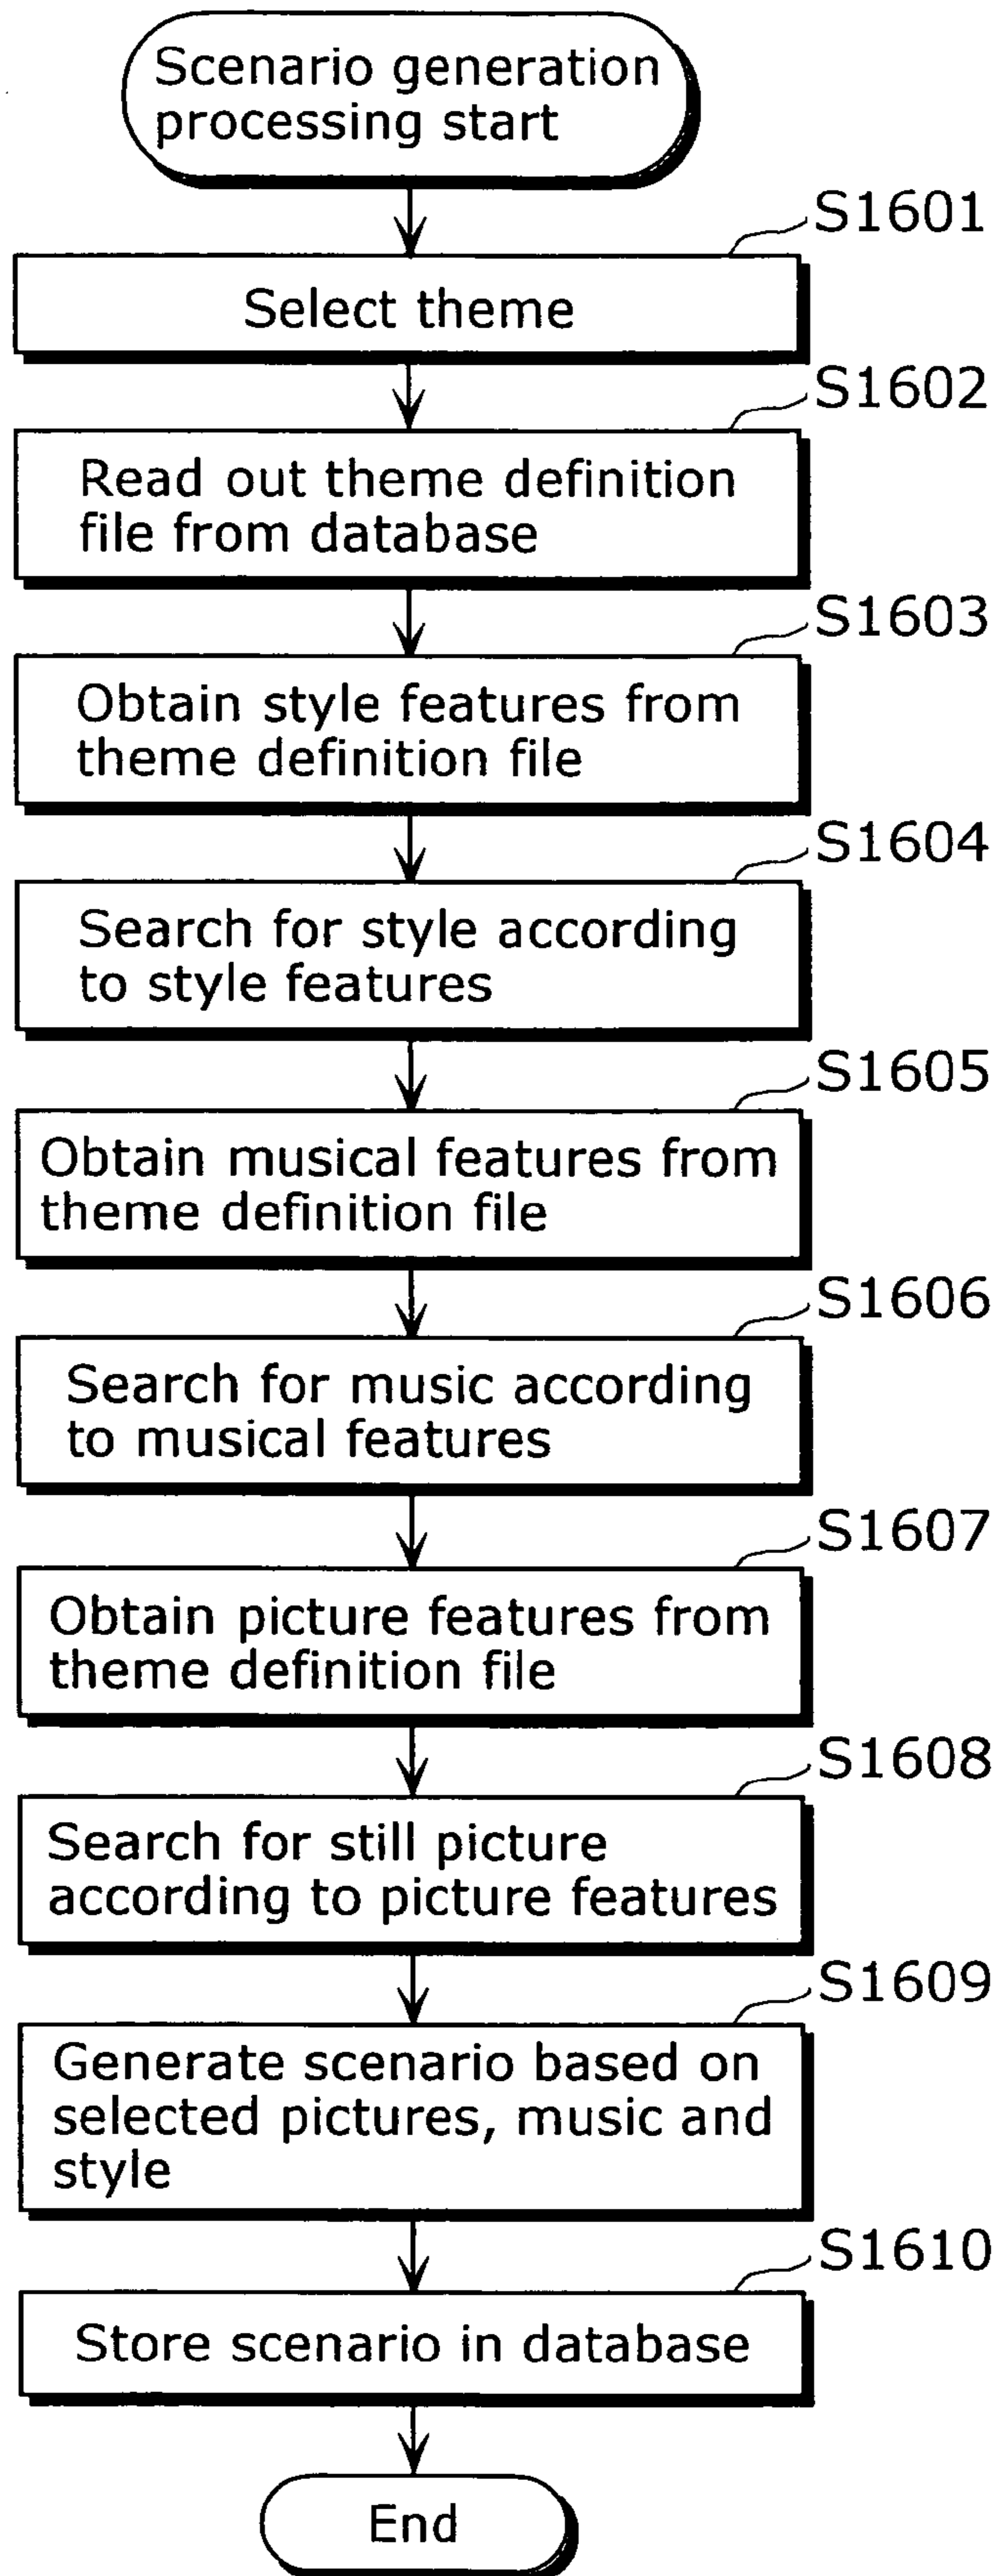 Scenario generation
processing start
S1601
Select theme
S1602
Read out theme definition
file from database
S1603
Obtain style features from
theme definition file
S1604
Search for style according
to style features
S1605
Obtain musical features from
theme definition file
S1606
Search for music according
to musical features
S1607
Obtain picture features from
theme definition file
S1608
Search for still picture
according to picture features
S1609
Generate scenario based on
selected pictures, music and
style
S1610
Store scenario in database
End